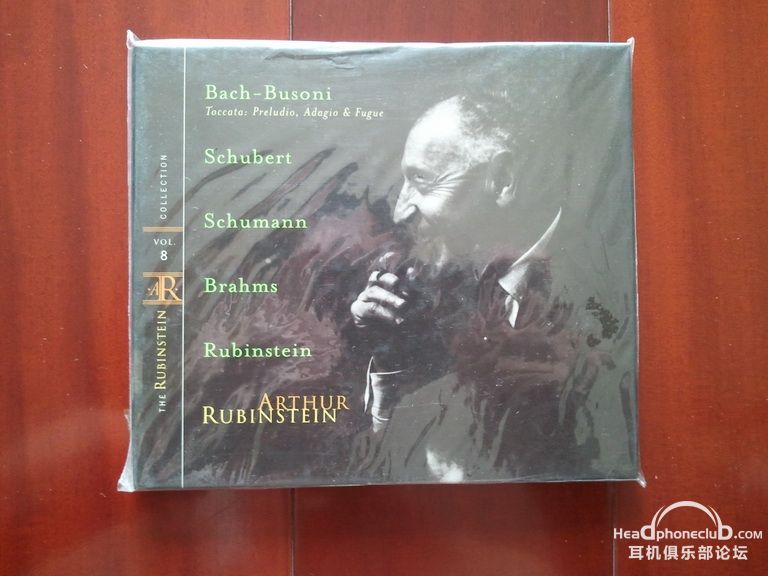 Bach-Busoni
Toccata: Preludio, Adagio & Fugue
Schubert
Schumann
Brahms
Rubinstein
ARTHUR
RUBINSTEIN
THE RUBINSTEIN COLLECTION
VOL.
8
AR
HeadphoneclubD.com
耳机俱乐部论坛